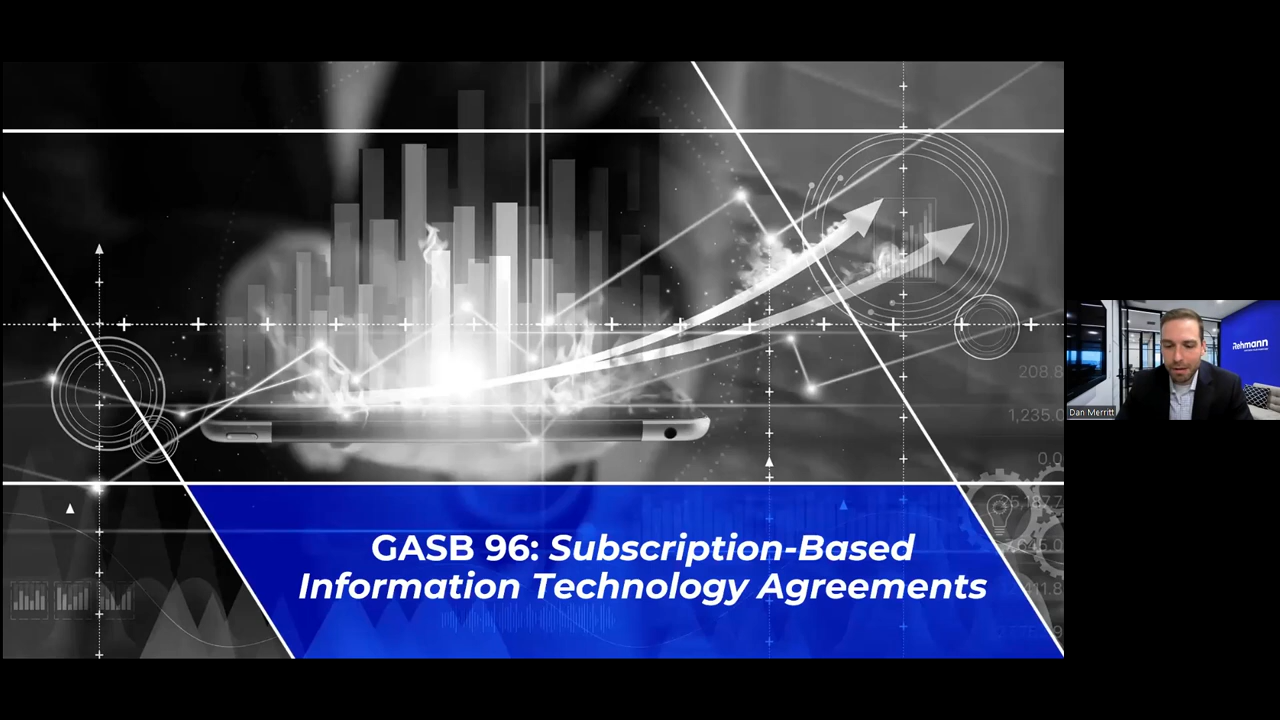 GASB 96: Subscription-Based
Information Technology Agreements
208.8
1,235.0
0.0
Rehmann
Dan Merritt